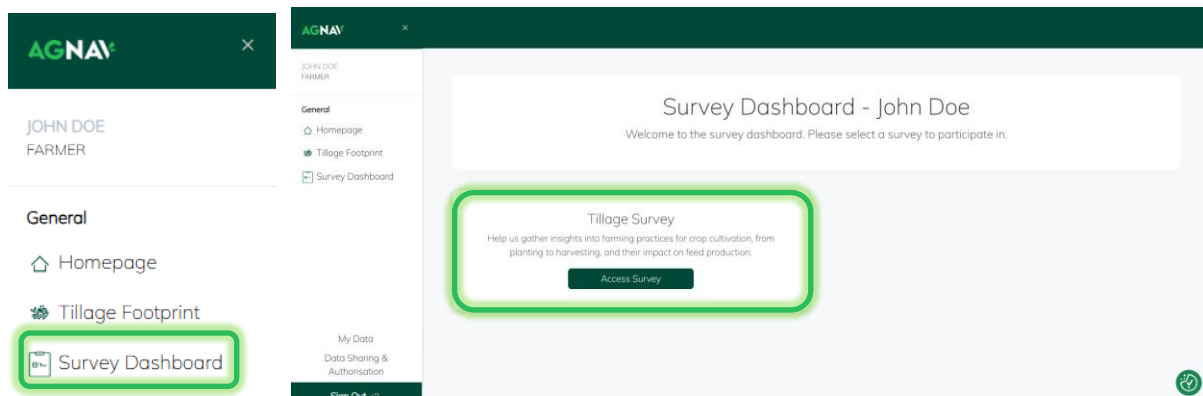 AGNAV
×
JOHN DOE
FARMER
General
Homepage
Tillage Footprint
Survey Dashboard
AGNAV
×
JOHN DOE
FARMER
General
Homepage
Tillage Footprint
Survey Dashboard
My Data
Data Sharing &
Authorisation
Sign Out
Survey Dashboard - John Doe
Welcome to the survey dashboard. Please select a survey to participate in.
Tillage Survey
Help us gather insights into farming practices for crop cultivation, from
planting to harvesting, and their impact on feed production.
Access Survey